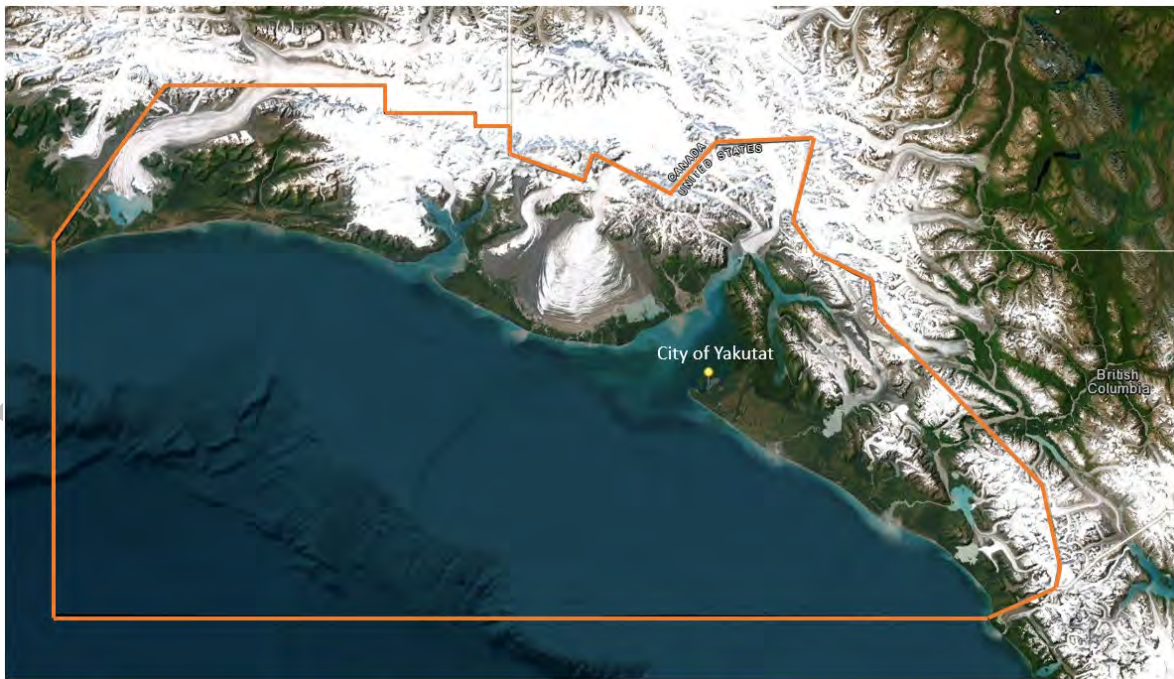 CANADA
UNITED STATES
City of Yakutat
British
Columbia